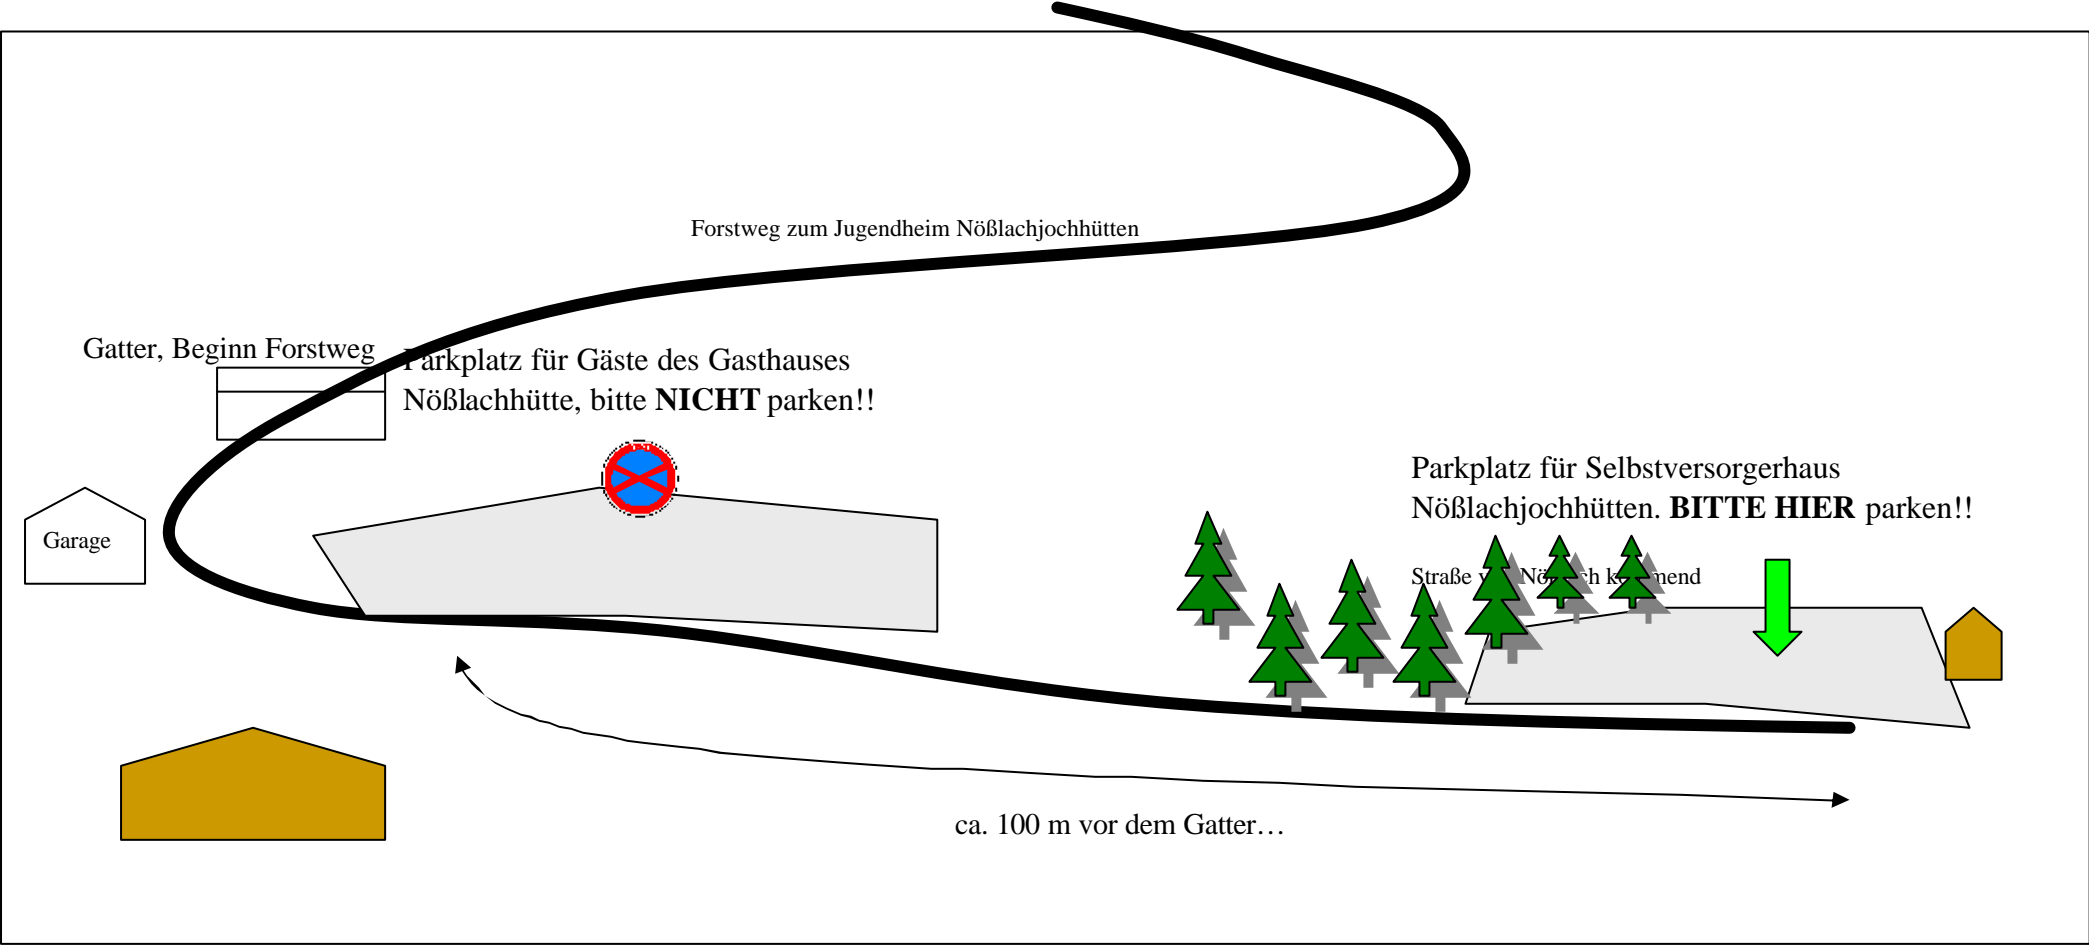 Forstweg zum Jugendheim Nößlachjochhütten
Gatter, Beginn Forstweg
Parkplatz für Gäste des Gasthauses
Nößlachhütte, bitte NICHT parken!!
Garage
Parkplatz für Selbstversorgerhaus
Nößlachjochhütten. BITTE HIER parken!!
Straße
ca. 100 m vor dem Gatter…